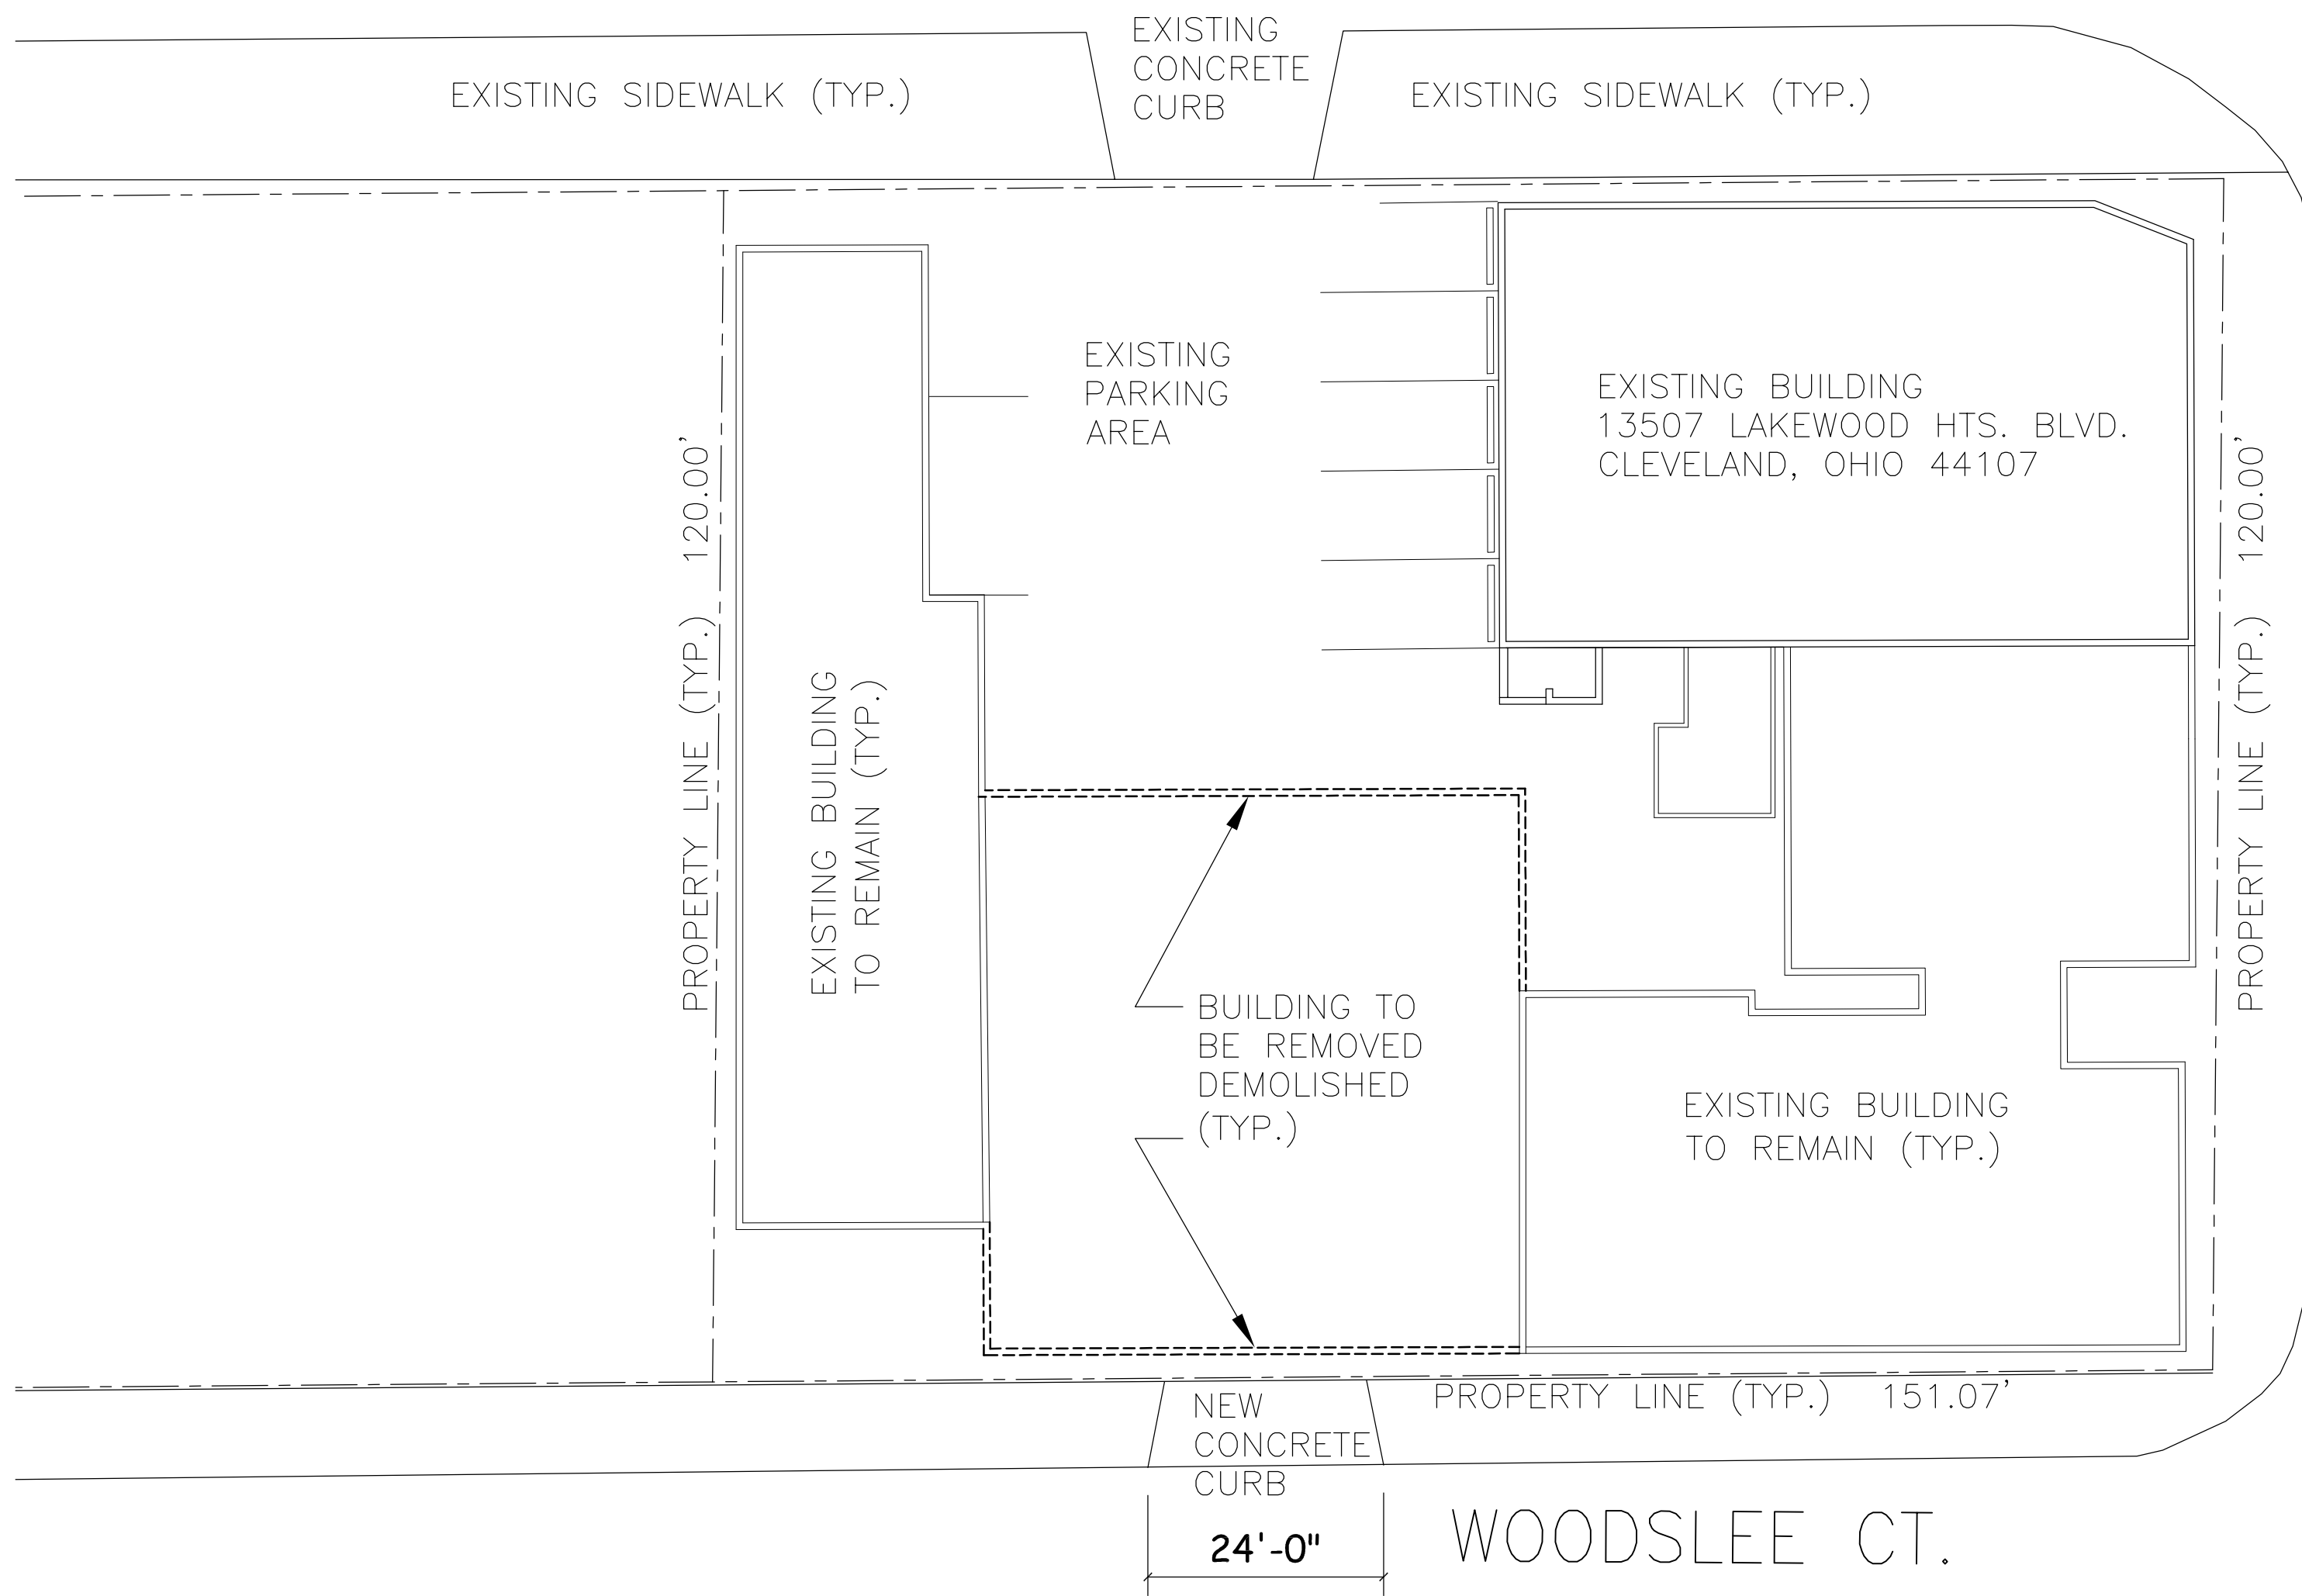 EXISTING
CONCRETE
CURB
EXISTING SIDEWALK (TYP.)
EXISTING SIDEWALK (TYP.)
EXISTING
PARKING
AREA
EXISTING BUILDING
13507 LAKEWOOD HTS. BLVD.
CLEVELAND, OHIO 44107
PROPERTY LINE (TYP.) 120.00'
EXISTING BUILDING
TO REMAIN (TYP.)
PROPERTY LINE (TYP.) 120.00'
BUILDING TO
BE REMOVED
DEMOLISHED
(TYP.)
EXISTING BUILDING
TO REMAIN (TYP.)
NEW
CONCRETE
CURB
PROPERTY LINE (TYP.) 151.07'
24'-0"
WOODSLEE CT.